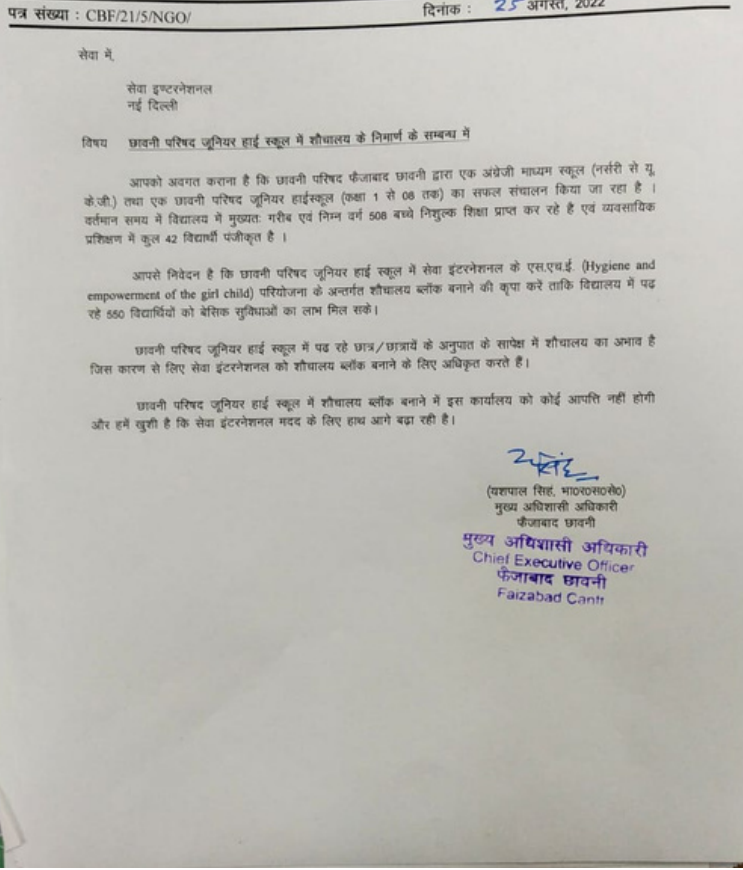 पत्र संख्या : CBF/21/5/NGO/
दिनांक : 25 अगस्त, 2022
सेवा में,
सेवा इण्टरनेशनल
नई दिल्ली
विषय छावनी परिषद जूनियर हाई स्कूल में शौचालय के निमार्ण के सम्बन्ध में
आपको अवगत कराना है कि छावनी परिषद फैजाबाद छावनी द्वारा एक अंग्रेजी माध्यम स्कूल (नर्सरी से यू.
के.जी.) तथा एक छावनी परिषद जूनियर हाईस्कूल (कक्षा 1 से 08 तक) का सफल संचालन किया जा रहा है ।
वर्तमान समय में विद्यालय में मुख्यतः गरीब एवं निम्न वर्ग 508 बच्चे निशुल्क शिक्षा प्राप्त कर रहे है एवं व्यवसायिक
प्रशिक्षण में कुल 42 विद्यार्थी पंजीकृत है ।
आपसे निवेदन है कि छावनी परिषद जूनियर हाई स्कूल में सेवा इंटरनेशनल के एस.एच.ई. (Hygiene and
empowerment of the girl child) परियोजना के अन्तर्गत शौचालय ब्लॉक बनाने की कृपा करें ताकि विद्यालय में पढ़
रहे 550 विद्यार्थियों को बेसिक सुविधाओं का लाभ मिल सके।
छावनी परिषद जूनियर हाई स्कूल में पढ रहे छात्र/छात्रायें के अनुपात के सापेक्ष में शौचालय का अभाव है
जिस कारण से लिए सेवा इंटरनेशनल को शौचालय ब्लॉक बनाने के लिए अधिकृत करते हैं।
छावनी परिषद जूनियर हाई स्कूल में शौचालय ब्लॉक बनाने में इस कार्यालय को कोई आपत्ति नहीं होगी
और हमें खुशी है कि सेवा इंटरनेशनल मदद के लिए हाथ आगे बढ़ा रही है।
(यशपाल सिहं, भा०र०स०से०)
मुख्य अधिशासी अधिकारी
फैजाबाद छावनी
मुख्य अधिशासी अधिकारी
Chief Executive Officer
फैजाबाद छावनी
Faizabad Cantt